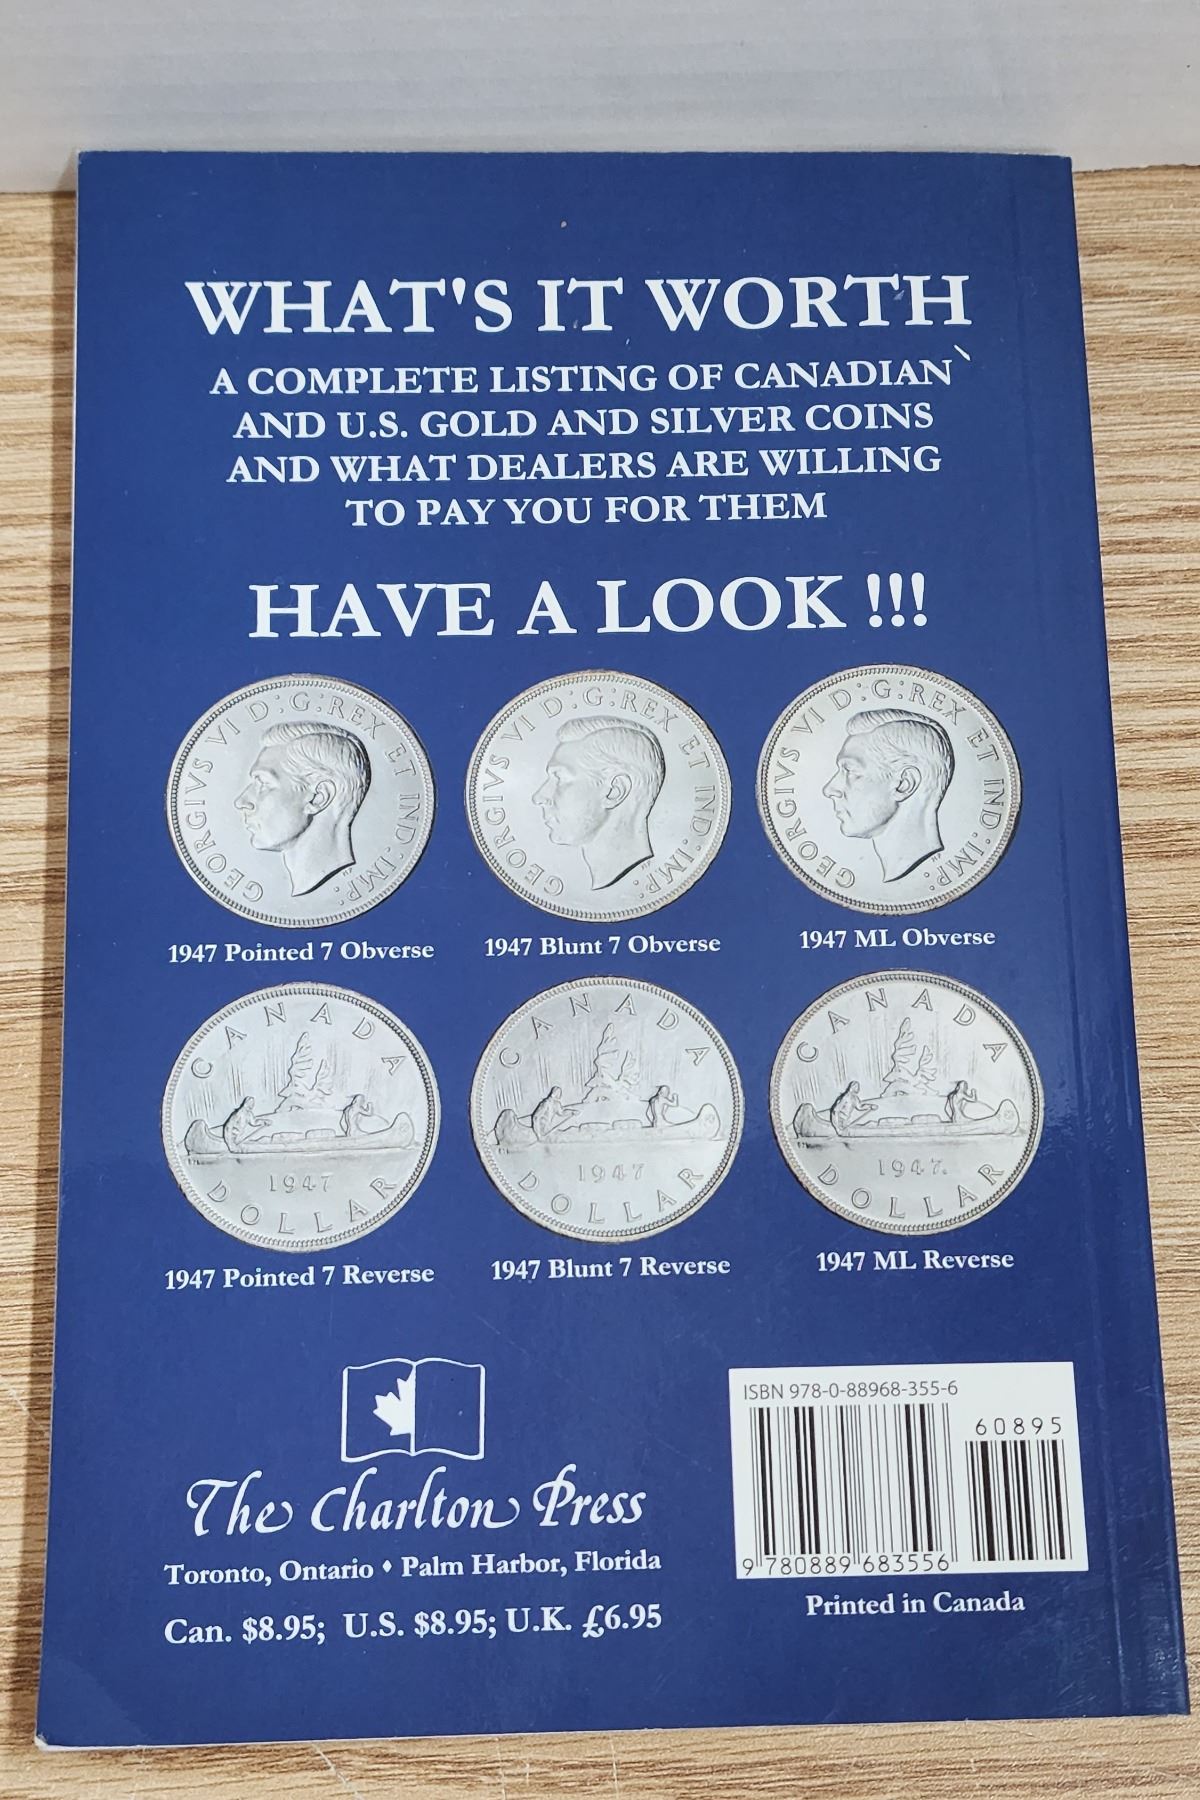 WHAT'S IT WORTH
A COMPLETE LISTING OF CANADIAN
AND U.S. GOLD AND SILVER COINS
AND WHAT DEALERS ARE WILLING
TO PAY YOU FOR THEM
HAVE A LOOK !!!
GEORGIVS VI D:G:REX ET IND:IMP:
HP
GEORGIVS VI D:G:REX ET IND:IMP:
HP
GEORGIVS VI D:G:REX ET IND:IMP:
HP
1947 Pointed 7 Obverse
1947 Blunt 7 Obverse
1947 ML Obverse
CANADA
1947
DOLLAR
CANADA
1947
DOLLAR
CANADA
1947.
DOLLAR
1947 Pointed 7 Reverse
1947 Blunt 7 Reverse
1947 ML Reverse
The Charlton Press
Toronto, Ontario • Palm Harbor, Florida
Can. $8.95; U.S. $8.95; U.K. £6.95
ISBN 978-0-88968-355-6
60895
9 780889 683556
Printed in Canada